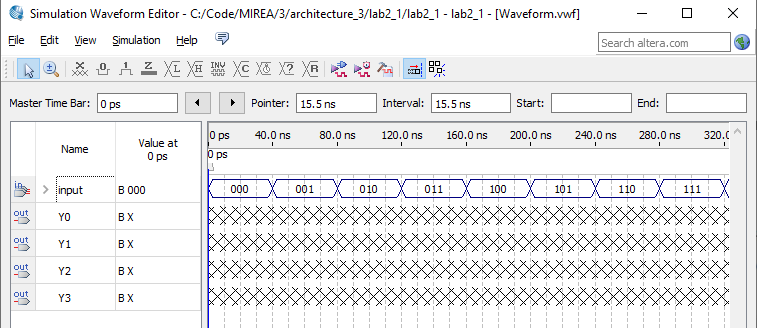 Simulation Waveform Editor - C:/Code/MIREA/3/architecture_3/lab2_1/lab2_1 - lab2_1 - [Waveform.vwf]
File Edit View Simulation Help
Search altera.com
Master Time Bar: 0 ps Pointer: 15.5 ns Interval: 15.5 ns Start: End:
Name Value at 0 ps
0 ps 40.0 ns 80.0 ns 120.0 ns 160.0 ns 200.0 ns 240.0 ns 280.0 ns 320.
0 ps
in input B 000 000 001 010 011 100 101 110 111
out Y0 B X
out Y1 B X
out Y2 B X
out Y3 B X